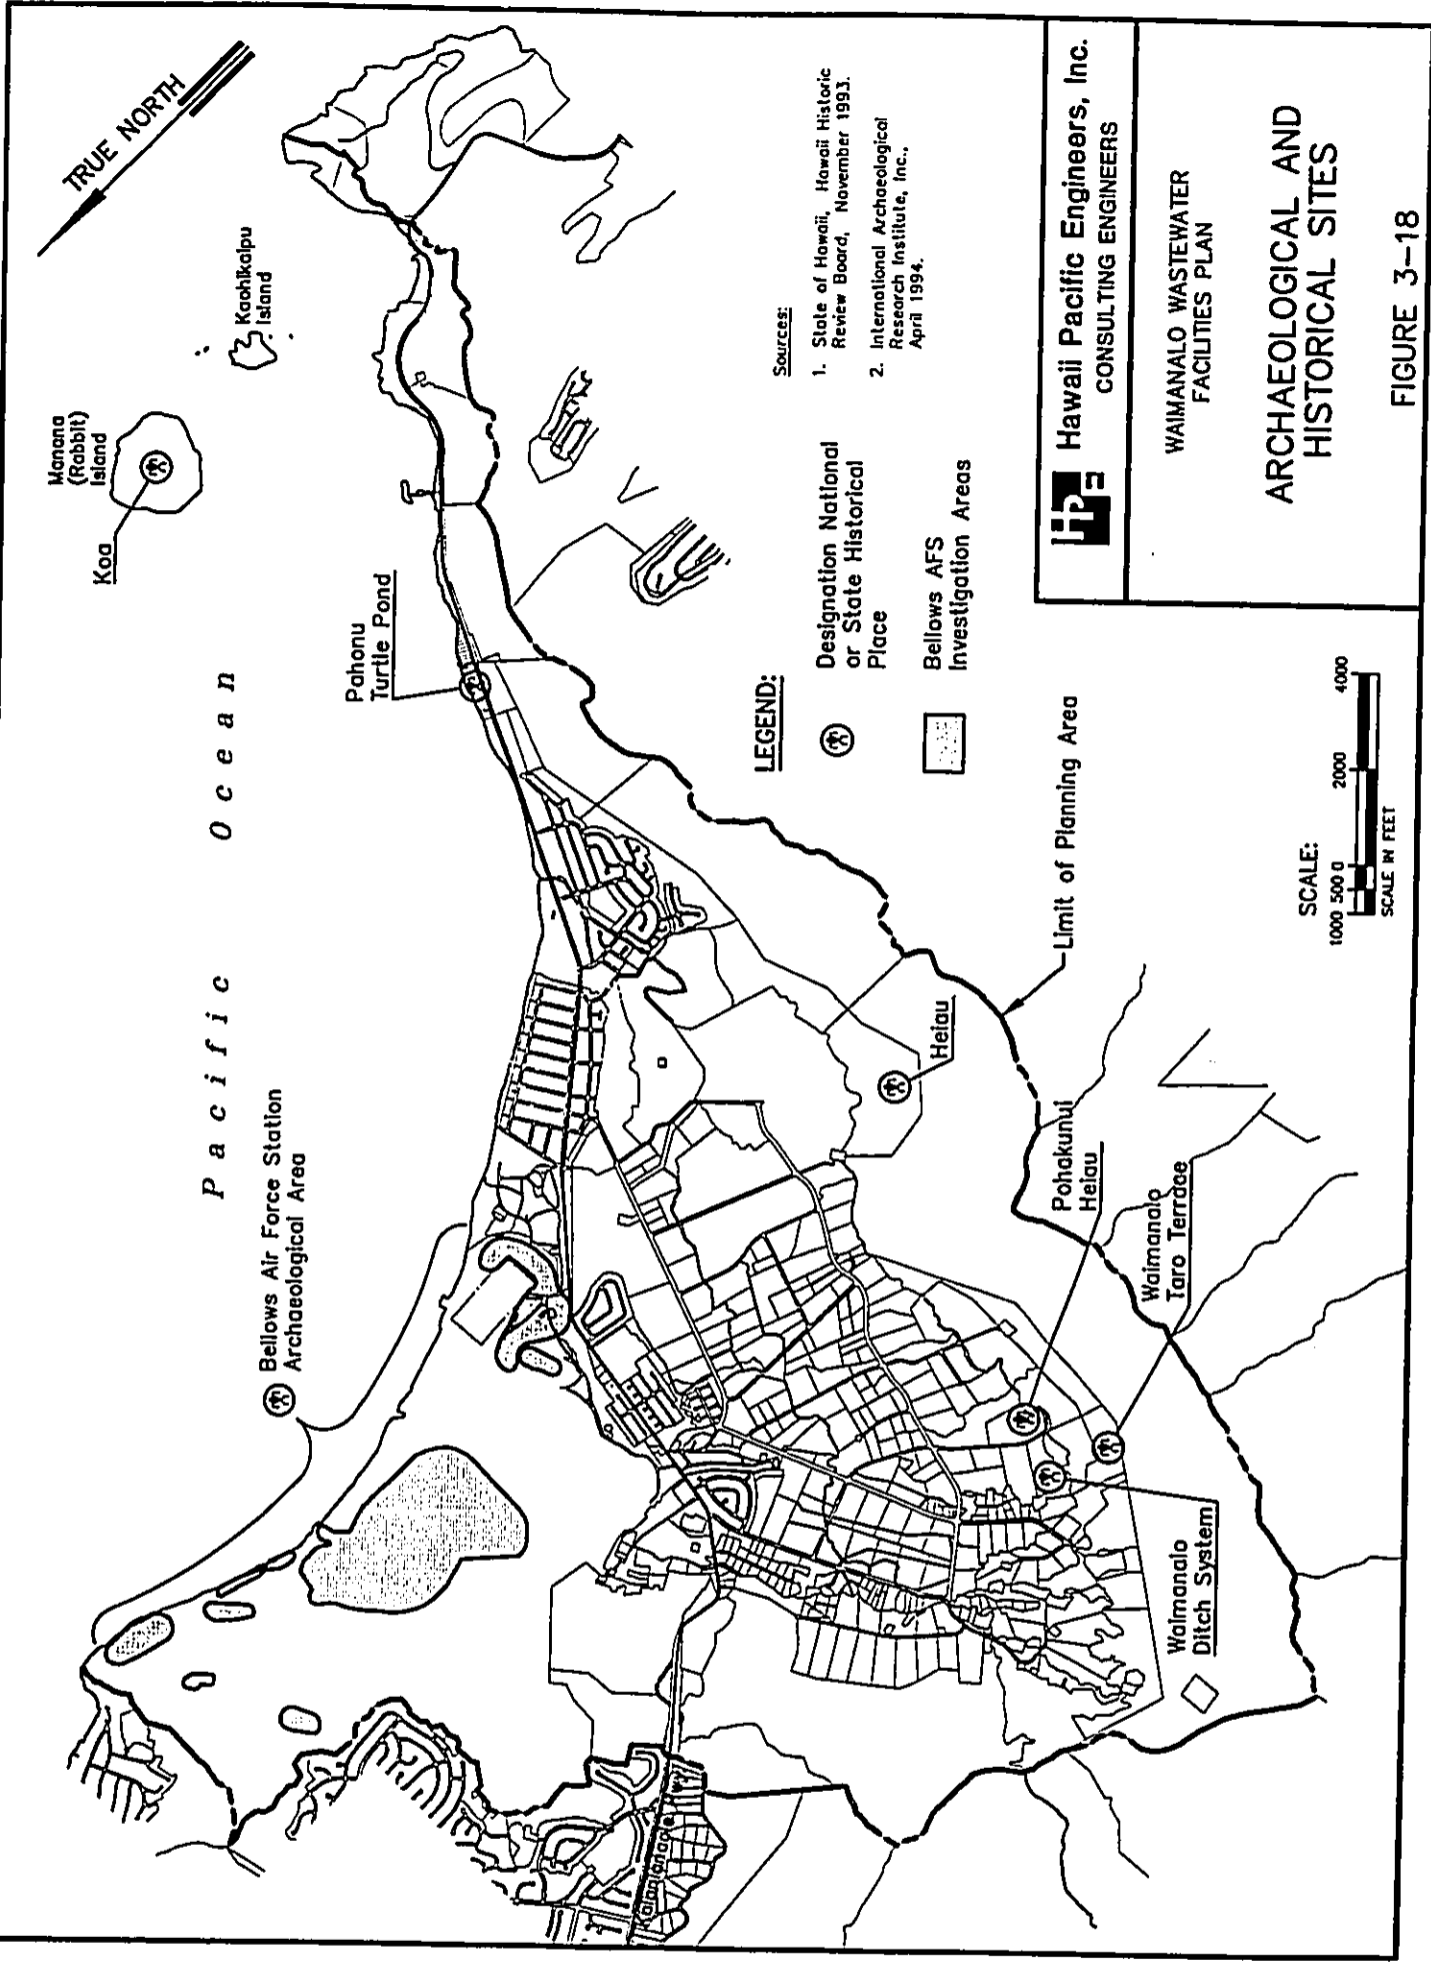 TRUE NORTH
Manana
(Rabbit)
Island
Koa
Kaohikaipu
Island
Pacific Ocean
Pahonu
Turtle Pond
Bellows Air Force Station
Archaeological Area
Heiau
Pohakunui
Heiau
Waimanalo
Taro Terrace
Waimanalo
Ditch System
Limit of Planning Area
LEGEND:
Designation National
or State Historical
Place
Bellows AFS
Investigation Areas
Sources:
1. State of Hawaii, Hawaii Historic
Review Board, November 1993.
2. International Archaeological
Research Institute, Inc.,
April 1994.
SCALE:
1000 500 0 2000 4000
SCALE IN FEET
HP
Hawaii Pacific Engineers, Inc.
CONSULTING ENGINEERS
WAIMANALO WASTEWATER
FACILITIES PLAN
ARCHAEOLOGICAL AND
HISTORICAL SITES
FIGURE 3-18